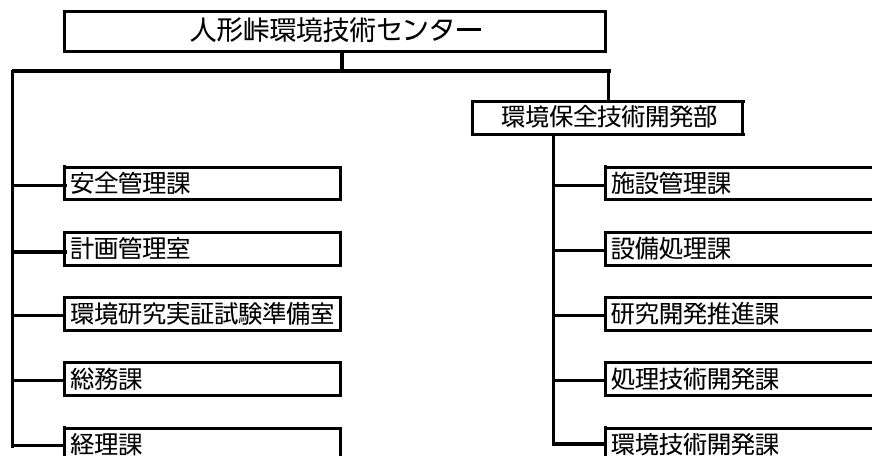 人形峠環境技術センター
環境保全技術開発部
安全管理課
計画管理室
環境研究実証試験準備室
総務課
経理課
施設管理課
設備処理課
研究開発推進課
処理技術開発課
環境技術開発課